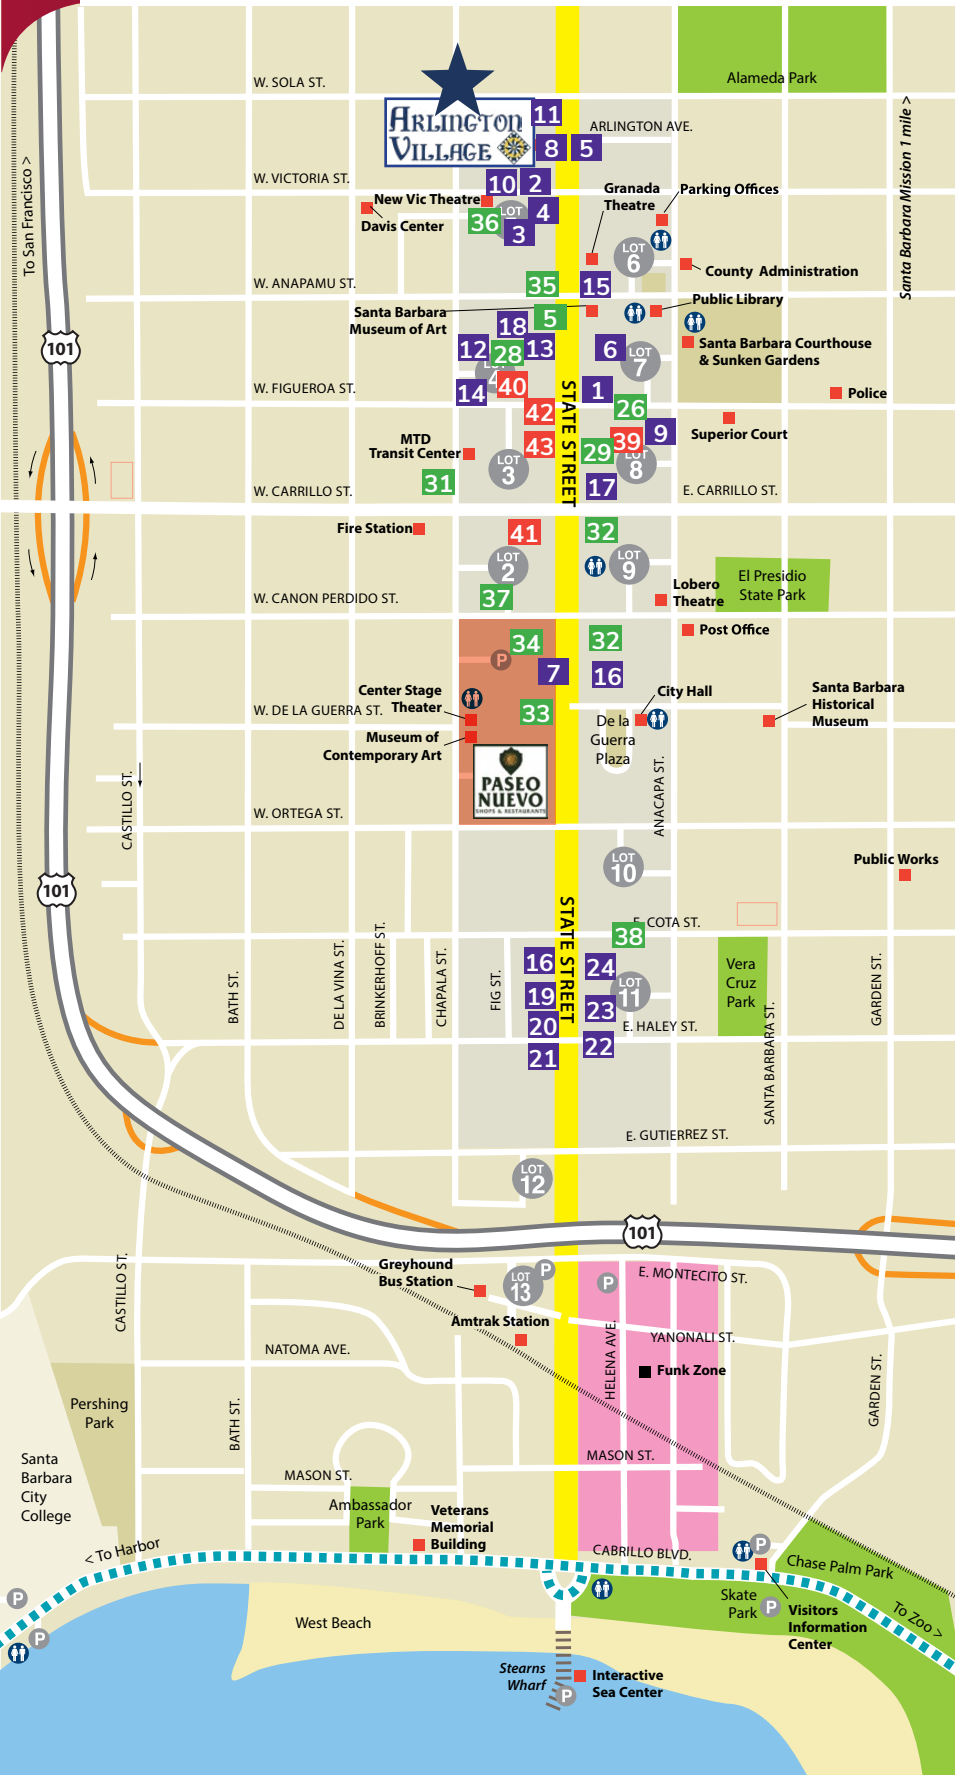 W. SOLA ST.
Alameda Park
ARLINGTON
VILLAGE
11
ARLINGTON AVE.
8
5
Santa Barbara Mission 1 mile >
To San Francisco >
W. VICTORIA ST.
10
2
New Vic Theatre
Davis Center
36
LOT
4
3
Granada
Theatre
Parking Offices
LOT
6
County Administration
W. ANAPAMU ST.
35
15
Public Library
Santa Barbara
Museum of Art
5
18
12
28
13
6
LOT
7
Santa Barbara Courthouse
& Sunken Gardens
101
LOT
4
40
W. FIGUEROA ST.
14
1
Police
STATE STREET
42
26
MTD
Transit Center
43
29
39
9
Superior Court
LOT
3
LOT
8
31
17
W. CARRILLO ST.
E. CARRILLO ST.
Fire Station
41
32
LOT
2
LOT
9
El Presidio
State Park
W. CANON PERDIDO ST.
37
Lobero
Theatre
Post Office
34
32
P
7
16
Center Stage
Theater
City Hall
Santa Barbara
Historical
Museum
W. DE LA GUERRA ST.
33
De la
Guerra
Plaza
Museum of
Contemporary Art
PASEO
NUEVO
SHOPS & RESTAURANTS
CASTILLO ST.
ANACAPA ST.
W. ORTEGA ST.
LOT
10
Public Works
101
STATE STREET
E. COTA ST.
38
BATH ST.
DE LA VINA ST.
BRINKERHOFF ST.
CHAPALA ST.
FIG ST.
16
24
Vera
Cruz
Park
GARDEN ST.
19
LOT
11
23
20
E. HALEY ST.
SANTA BARBARA ST.
21
22
E. GUTIERREZ ST.
LOT
12
101
CASTILLO ST.
Greyhound
Bus Station
P
LOT
13
P
E. MONTECITO ST.
Amtrak Station
HELENA AVE.
YANONALI ST.
NATOMA AVE.
Funk Zone
GARDEN ST.
Pershing
Park
BATH ST.
Santa
Barbara
City
College
MASON ST.
MASON ST.
Ambassador
Park
Veterans
Memorial
Building
< To Harbor
CABRILLO BLVD.
P
Chase Palm Park
P
P
Skate
Park
P
Visitors
Information
Center
To Zoo >
West Beach
Stearns
Wharf
P
Interactive
Sea Center